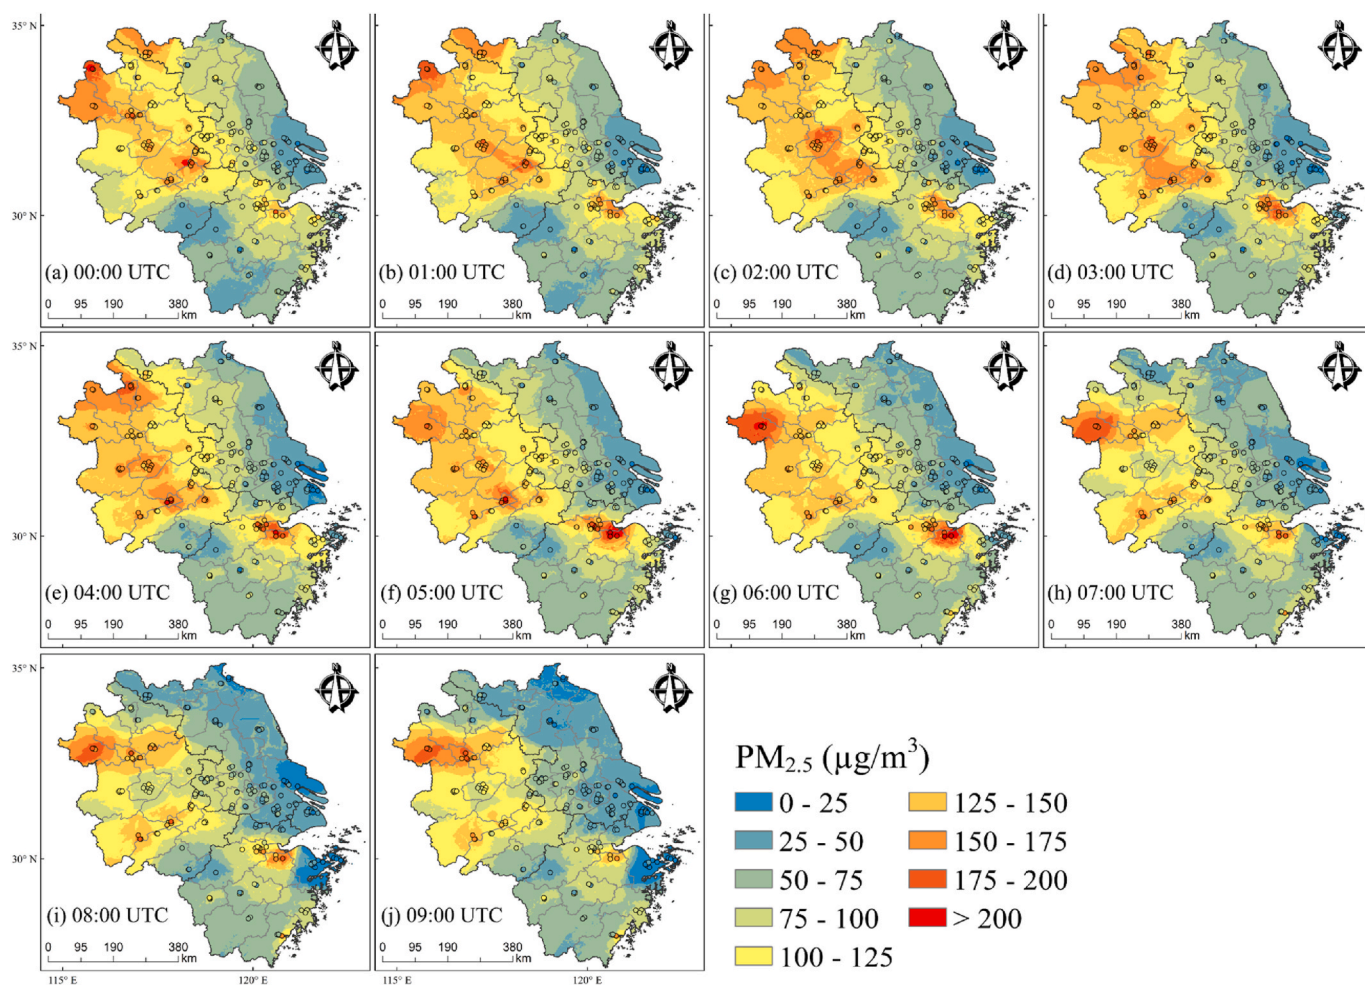 35° N
30° N
(a) 00:00 UTC
0 95 190 380
km
(b) 01:00 UTC
0 95 190 380
km
(c) 02:00 UTC
0 95 190 380
km
(d) 03:00 UTC
0 95 190 380
km
35° N
30° N
(e) 04:00 UTC
0 95 190 380
km
(f) 05:00 UTC
0 95 190 380
km
(g) 06:00 UTC
0 95 190 380
km
(h) 07:00 UTC
0 95 190 380
km
35° N
30° N
(i) 08:00 UTC
0 95 190 380
km
(j) 09:00 UTC
0 95 190 380
km
115° E 120° E
115° E 120° E
PM2.5 (µg/m³)
0 - 25
25 - 50
50 - 75
75 - 100
100 - 125
125 - 150
150 - 175
175 - 200
> 200